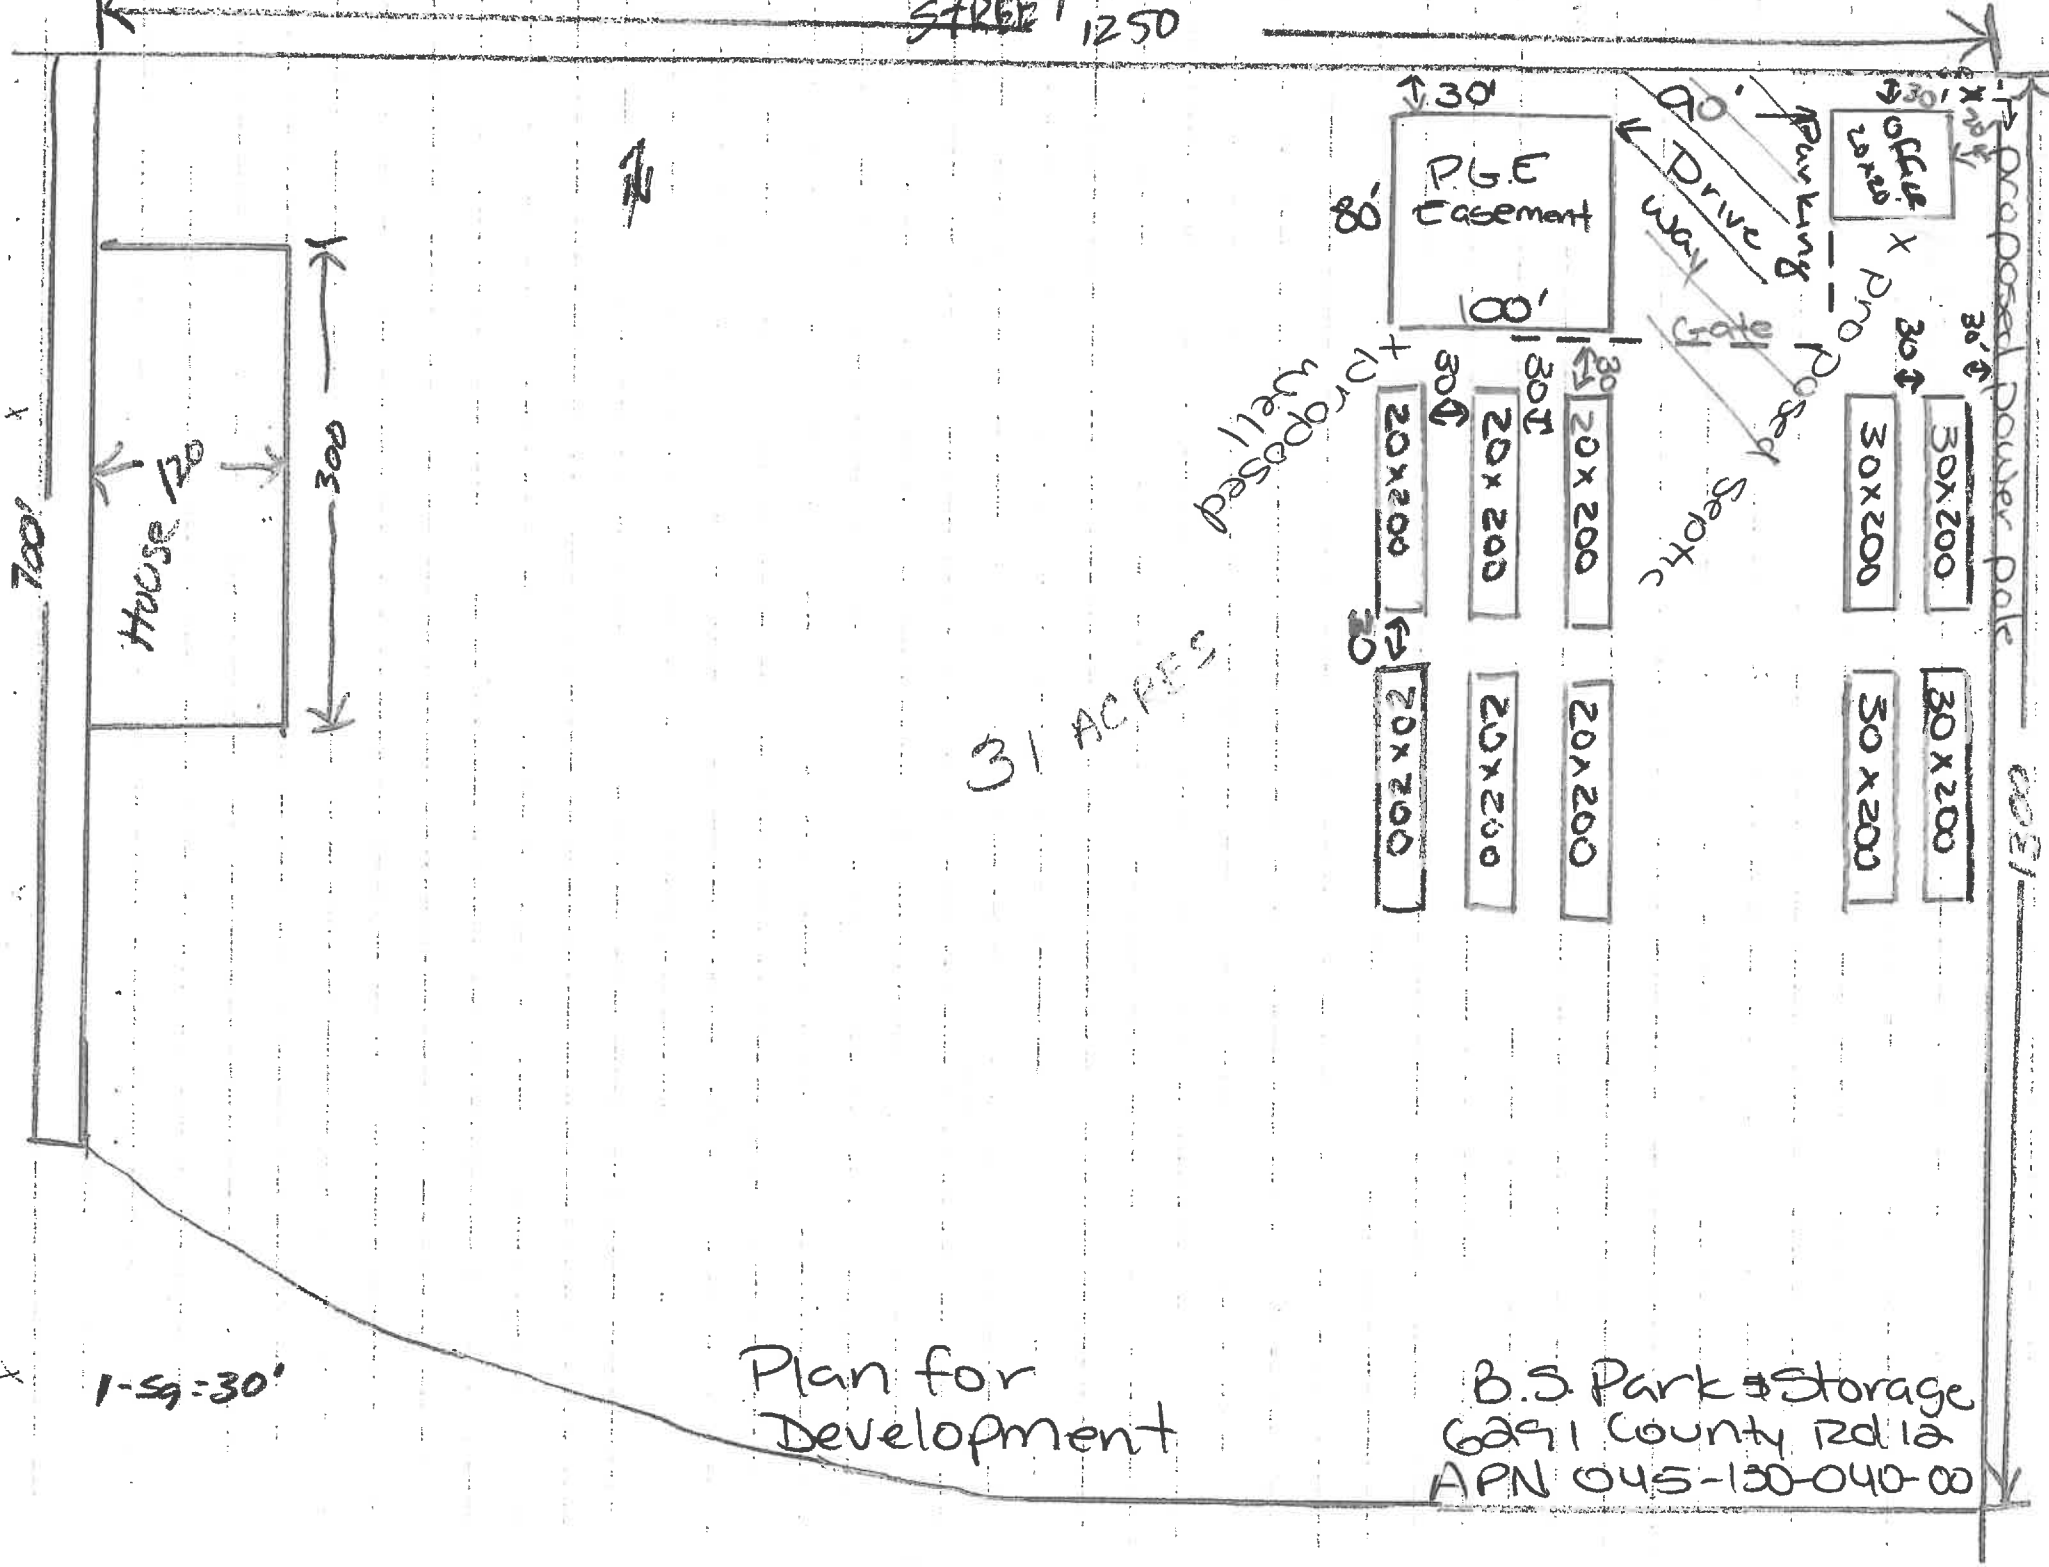 STREET
1250
30'
90'
30'
X
20'
P.G.E
Easement
80'
100'
Drive
way
Parking
Office
20x20
X
proposed power pole
Gate
X proposed
well
Proposed Septic
30
30
30
30
30'
20x200
20x200
20x200
30x200
30x200
30
20x200
20x200
20x200
30x200
30x200
31 ACRES
House
120
300
700'
1300
1-sq=30'
Plan for
Development
B.S. Park & Storage
6291 County Rd 12
APN 045-130-040-00